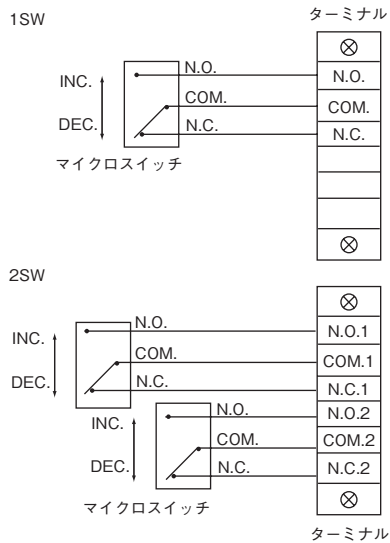 1SW
ターミナル
INC.
DEC.
N.O.
COM.
N.C.
マイクロスイッチ
N.O.
COM.
N.C.
2SW
INC.
DEC.
N.O.
COM.
N.C.
INC.
DEC.
N.O.
COM.
N.C.
マイクロスイッチ
N.O.1
COM.1
N.C.1
N.O.2
COM.2
N.C.2
ターミナル